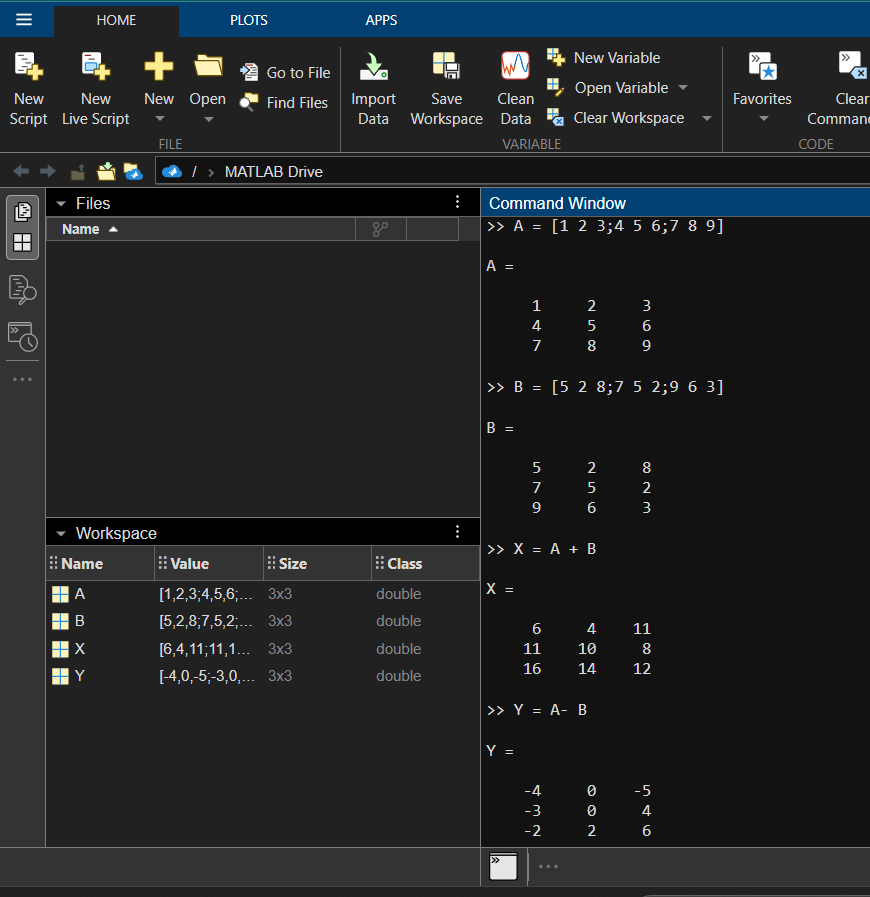 HOME PLOTS APPS
New Script
New Live Script
New
Open
Go to File
Find Files
FILE
Import Data
Save Workspace
Clean Data
New Variable
Open Variable
Clear Workspace
VARIABLE
Favorites
Clear
Comman
CODE
/ > MATLAB Drive
Files
Name
Workspace
Name Value Size Class
A [1,2,3;4,5,6;... 3x3 double
B [5,2,8;7,5,2;... 3x3 double
X [6,4,11;11,1... 3x3 double
Y [-4,0,-5;-3,0,... 3x3 double
Command Window
>> A = [1 2 3;4 5 6;7 8 9]
A =
1 2 3
4 5 6
7 8 9
>> B = [5 2 8;7 5 2;9 6 3]
B =
5 2 8
7 5 2
9 6 3
>> X = A + B
X =
6 4 11
11 10 8
16 14 12
>> Y = A- B
Y =
-4 0 -5
-3 0 4
-2 2 6